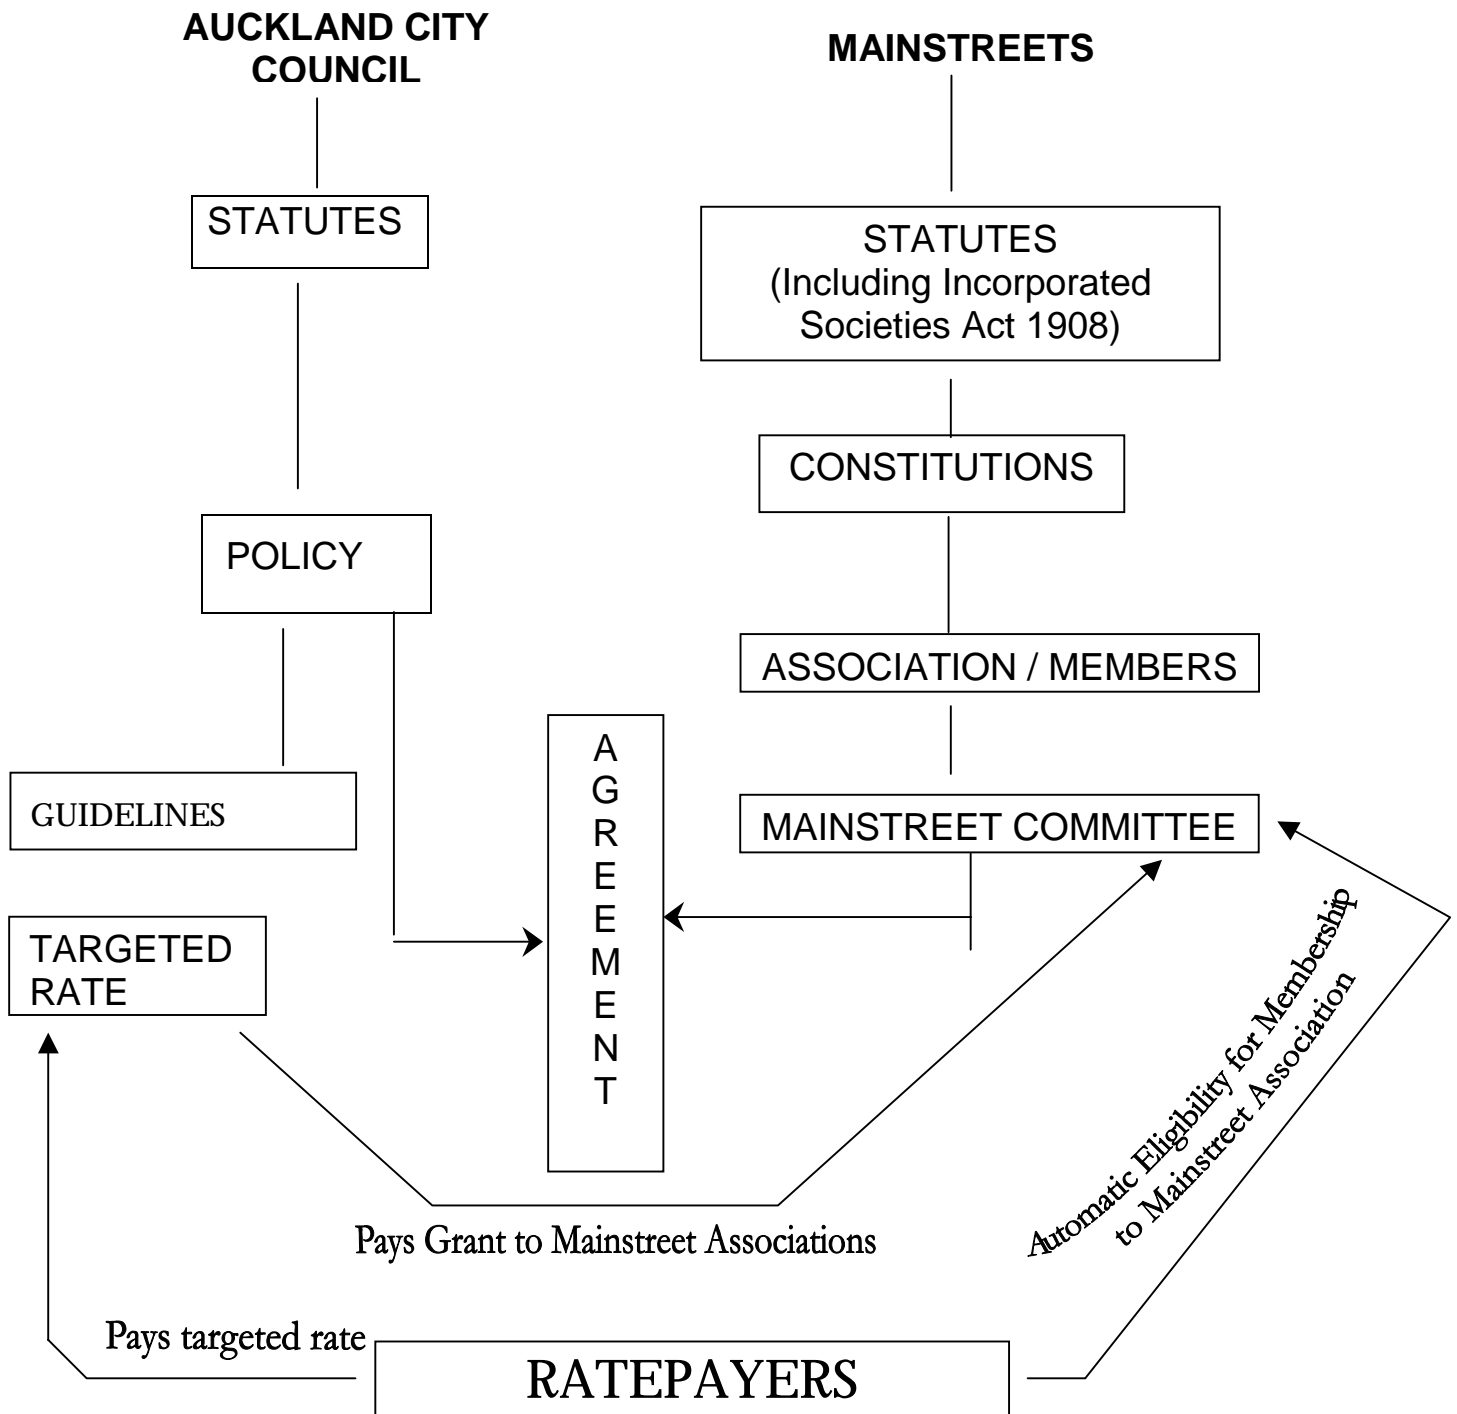 AUCKLAND CITY
COUNCIL
MAINSTREETS
STATUTES
STATUTES
(Including Incorporated
Societies Act 1908)
CONSTITUTIONS
POLICY
ASSOCIATION / MEMBERS
A
G
R
E
E
M
E
N
T
GUIDELINES
MAINSTREET COMMITTEE
TARGETED
RATE
Automatic Eligibility for Membership
to Mainstreet Association
Pays Grant to Mainstreet Associations
Pays targeted rate
RATEPAYERS